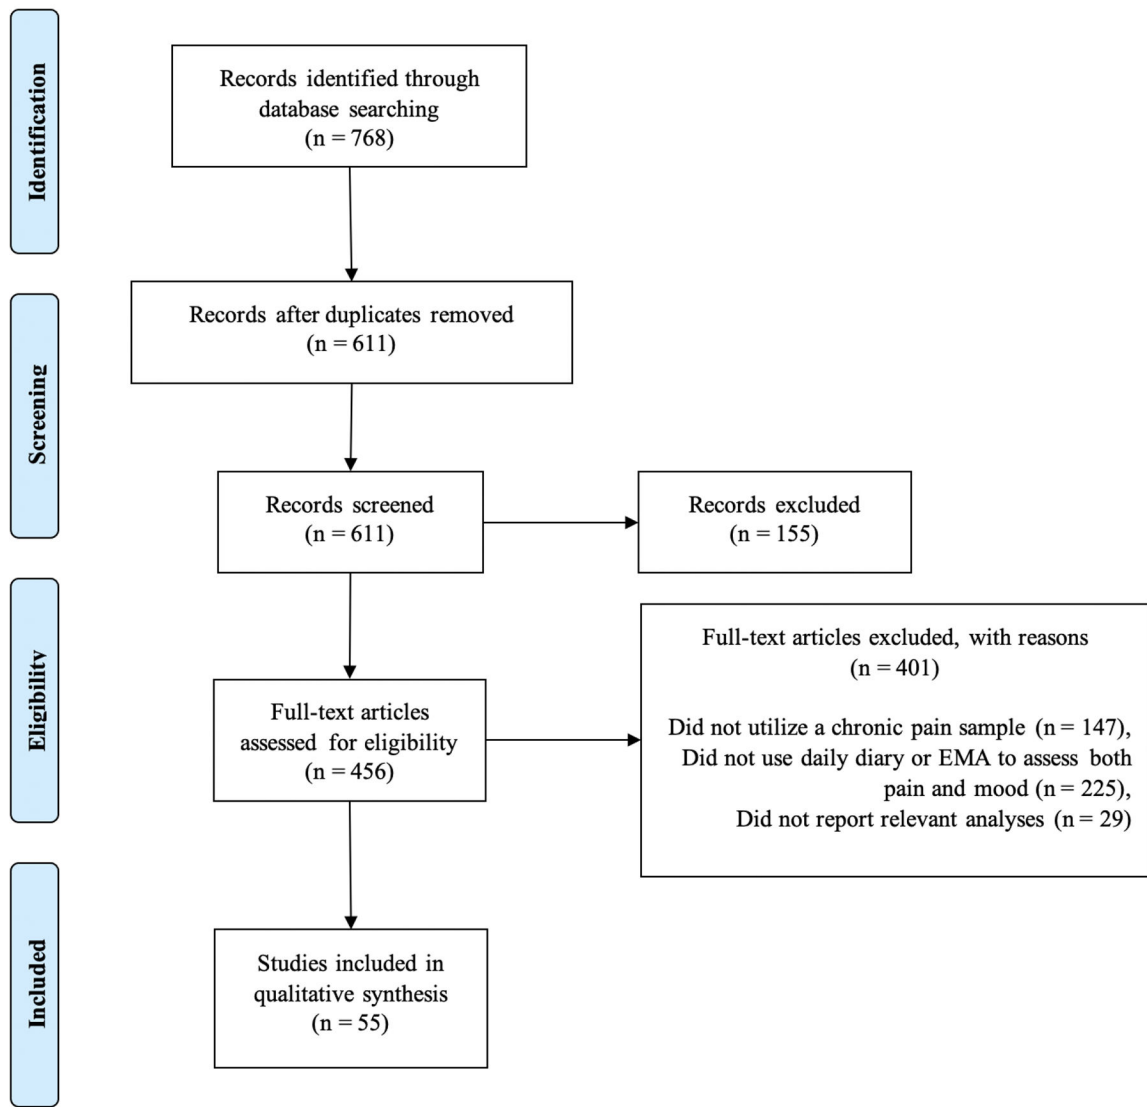 Identification
Records identified through
database searching
(n = 768)
Screening
Records after duplicates removed
(n = 611)
Records screened
(n = 611)
Records excluded
(n = 155)
Eligibility
Full-text articles
assessed for eligibility
(n = 456)
Full-text articles excluded, with reasons
(n = 401)
Did not utilize a chronic pain sample (n = 147),
Did not use daily diary or EMA to assess both
pain and mood (n = 225),
Did not report relevant analyses (n = 29)
Included
Studies included in
qualitative synthesis
(n = 55)